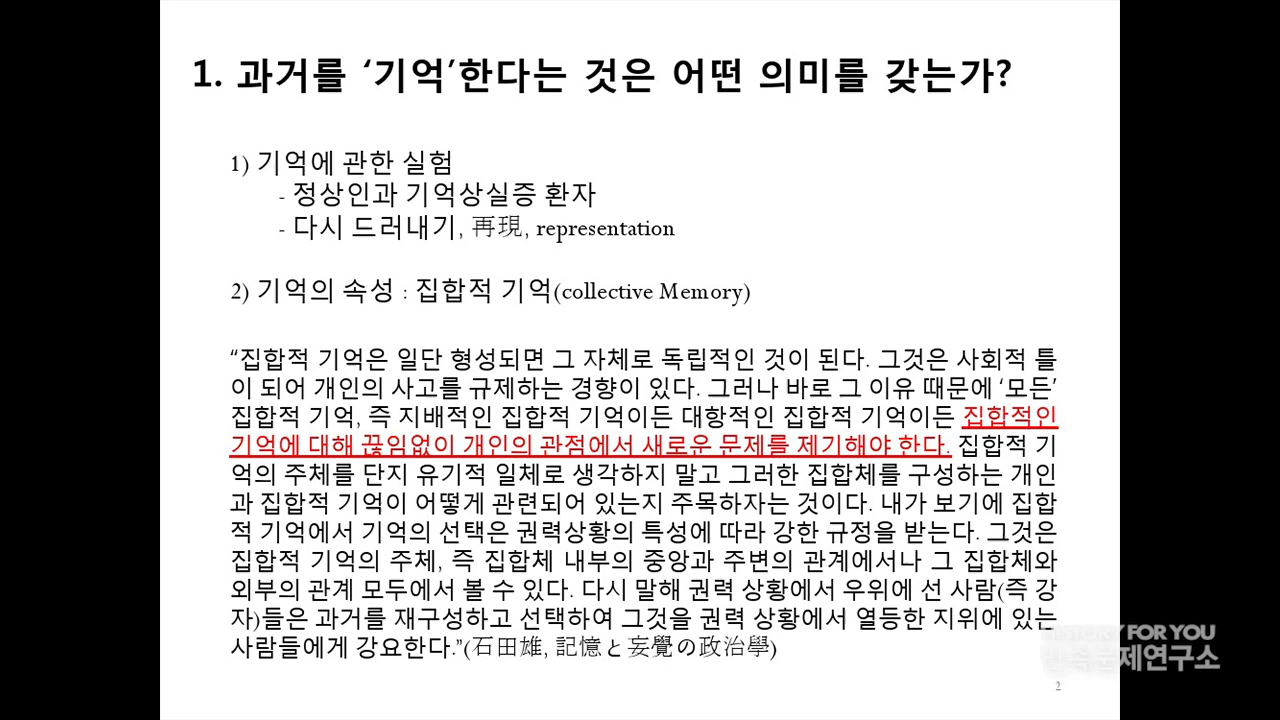 1. 과거를 ‘기억’한다는 것은 어떤 의미를 갖는가?
1) 기억에 관한 실험
- 정상인과 기억상실증 환자
- 다시 드러내기, 再現, representation
2) 기억의 속성 : 집합적 기억(collective Memory)
“집합적 기억은 일단 형성되면 그 자체로 독립적인 것이 된다. 그것은 사회적 틀
이 되어 개인의 사고를 규제하는 경향이 있다. 그러나 바로 그 이유 때문에 ‘모든’
집합적 기억, 즉 지배적인 집합적 기억이든 대항적인 집합적 기억이든 집합적인
기억에 대해 끊임없이 개인의 관점에서 새로운 문제를 제기해야 한다. 집합적 기
억의 주체를 단지 유기적 일체로 생각하지 말고 그러한 집합체를 구성하는 개인
과 집합적 기억이 어떻게 관련되어 있는지 주목하자는 것이다. 내가 보기에 집합
적 기억에서 기억의 선택은 권력상황의 특성에 따라 강한 규정을 받는다. 그것은
집합적 기억의 주체, 즉 집합체 내부의 중앙과 주변의 관계에서나 그 집합체와
외부의 관계 모두에서 볼 수 있다. 다시 말해 권력 상황에서 우위에 선 사람(즉 강
자)들은 과거를 재구성하고 선택하여 그것을 권력 상황에서 열등한 지위에 있는
사람들에게 강요한다.”(石田雄, 記憶と妄覺の政治學)
HISTORY FOR YOU
민족문제연구소
2